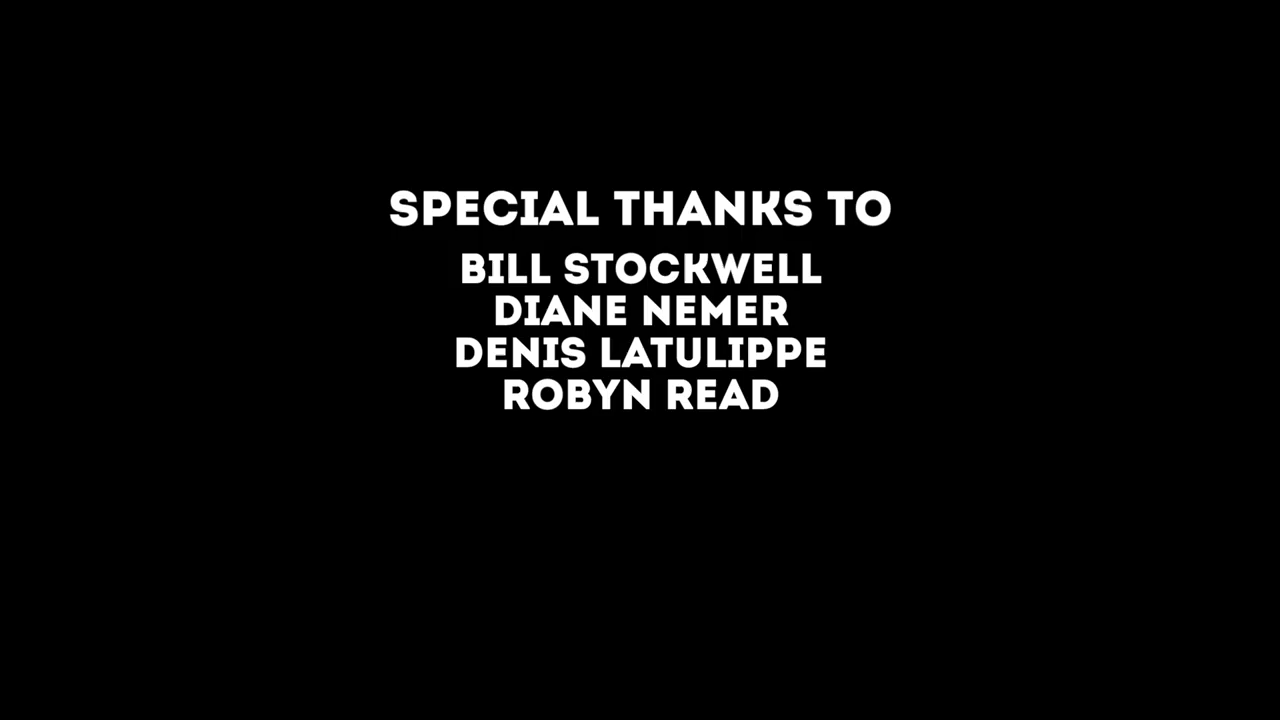 SPECIAL THANKS TO
BILL STOCKWELL
DIANE NEMER
DENIS LATULIPPE
ROBYN READ